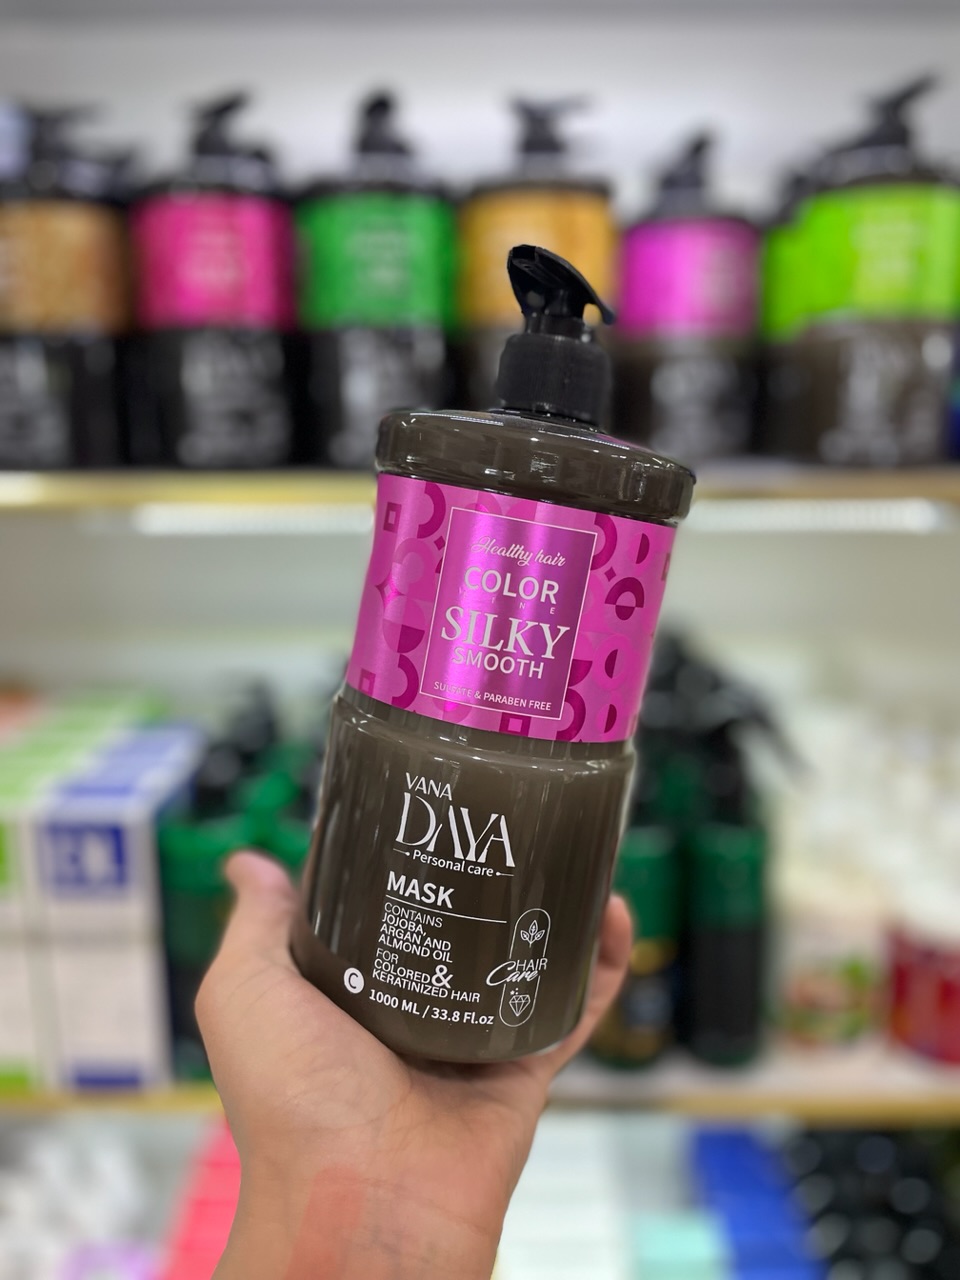 Healthy hair
COLOR
SILKY
SMOOTH
SULFATE & PARABEN FREE
VANA
DAYA
Personal care
MASK
CONTAINS
JOJOBA,
ARGAN AND
ALMOND OIL
FOR
COLORED &
KERATINIZED HAIR
C
1000 ML / 33.8 Fl.oz
HAIR
Care